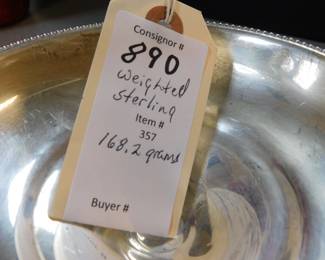 Consignor #
890
weighted
sterling
Item #
357
168.2 grams
Buyer #